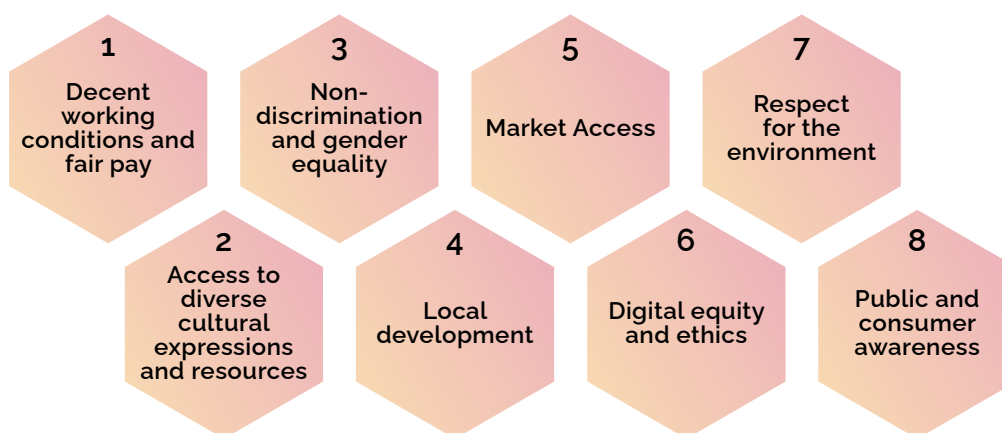 1
Decent
working
conditions and
fair pay
2
Access to
diverse
cultural
expressions
and resources
3
Non-
discrimination
and gender
equality
4
Local
development
5
Market Access
6
Digital equity
and ethics
7
Respect
for the
environment
8
Public and
consumer
awareness